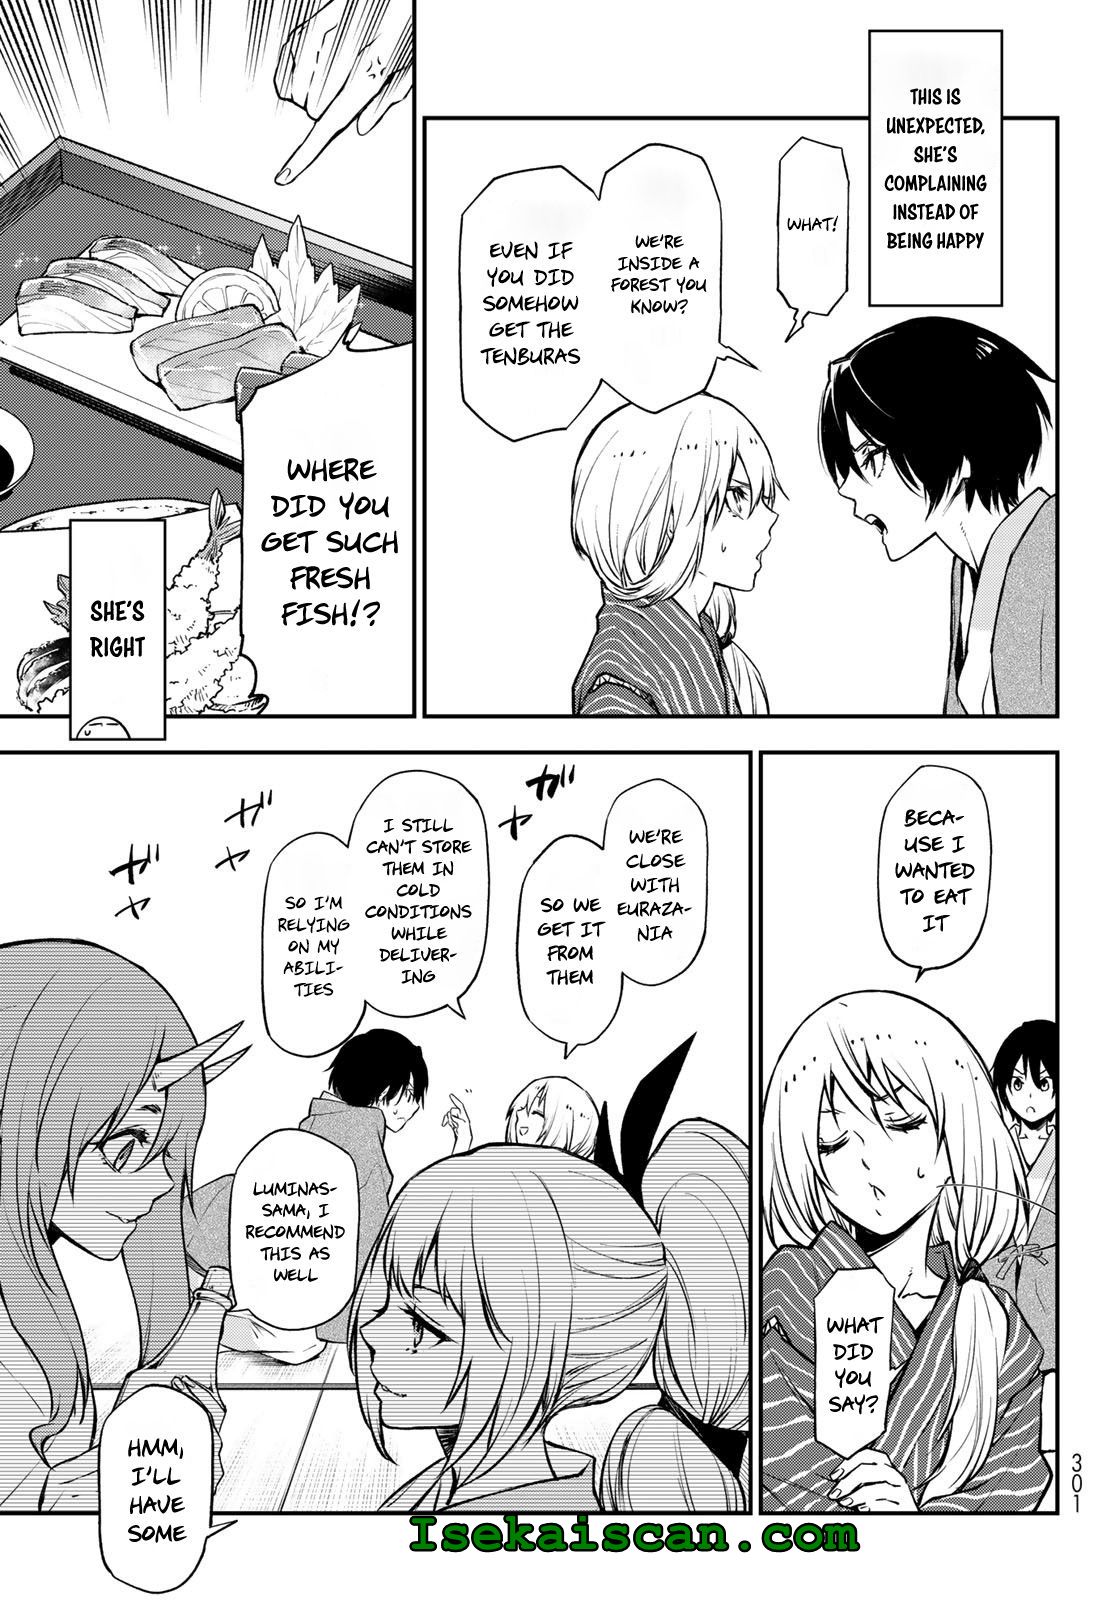 THIS IS
UNEXPECTED,
SHE'S
COMPLAINING
INSTEAD OF
BEING HAPPY
WHAT!
WE'RE
INSIDE A
FOREST YOU
KNOW?
EVEN IF
YOU DID
SOMEHOW
GET THE
TENBURAS
WHERE
DID YOU
GET SUCH
FRESH
FISH!?
SHE'S
RIGHT
BECA-
USE I
WANTED
TO EAT
IT
WHAT
DID
YOU
SAY?
WE'RE
CLOSE
WITH
EURAZA-
NIA
SO WE
GET IT
FROM
THEM
ガヤ
I STILL
CAN'T STORE
THEM IN
COLD
CONDITIONS
WHILE
DELIVER-
ING
SO I'M
RELYING
ON MY
ABILI-
TIES
ガヤ
ガヤ
LUMINAS-
SAMA, I
RECOMMEND
THIS AS
WELL
HMM,
I'LL
HAVE
SOME
301
Isekaiscan.com